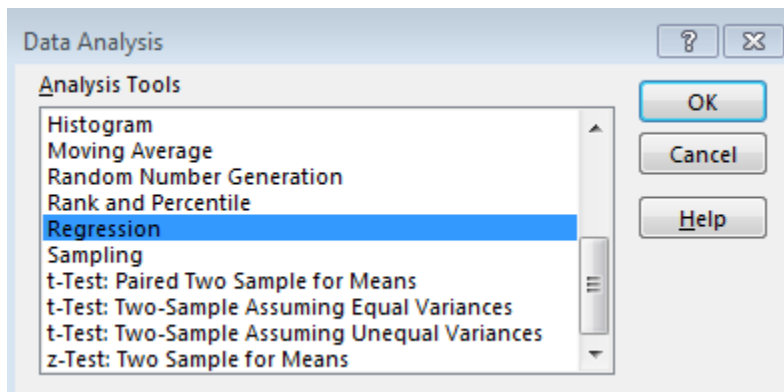 Data Analysis
Analysis Tools
Histogram
Moving Average
Random Number Generation
Rank and Percentile
Regression
Sampling
t-Test: Paired Two Sample for Means
t-Test: Two-Sample Assuming Equal Variances
t-Test: Two-Sample Assuming Unequal Variances
z-Test: Two Sample for Means
?
OK
Cancel
Help